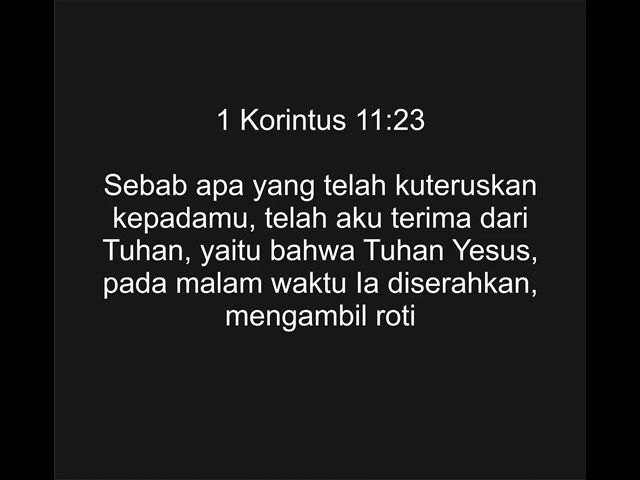 1 Korintus 11:23
Sebab apa yang telah kuteruskan
kepadamu, telah aku terima dari
Tuhan, yaitu bahwa Tuhan Yesus,
pada malam waktu Ia diserahkan,
mengambil roti